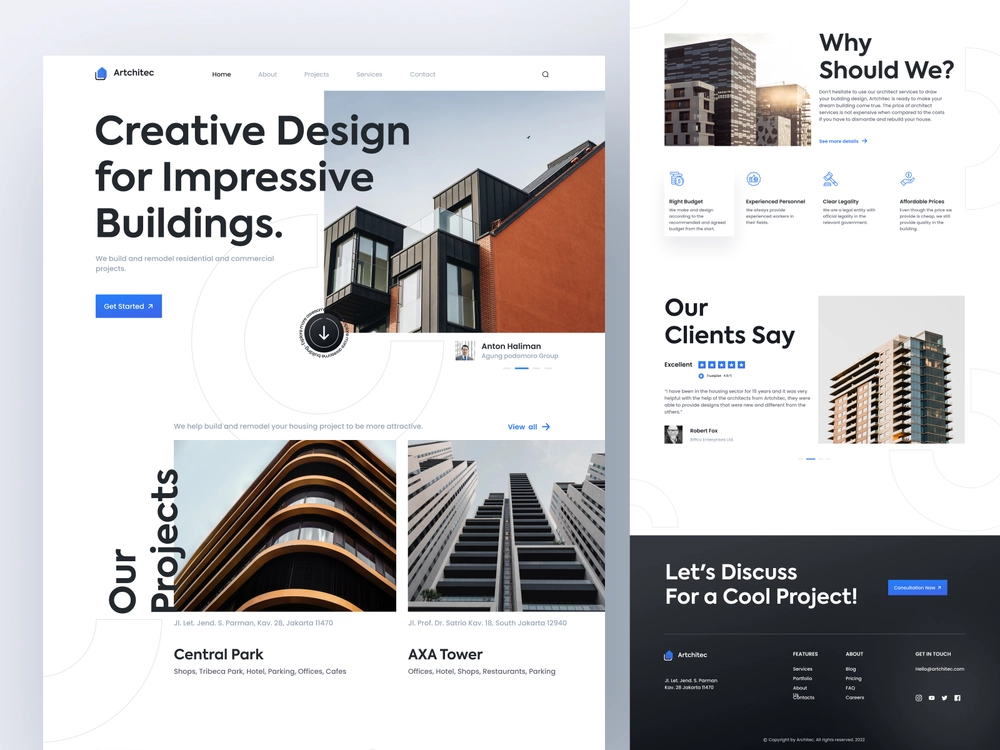 Artchitec
Home
About
Projects
Services
Contact
Creative Design
for Impressive
Buildings.
We build and remodel residential and commercial
projects.
Get Started
Anton Haliman
Agung podomoro Group
We help build and remodel your housing project to be more attractive.
View all
Our
Projects
Jl. Let. Jend. S. Parman, Kav. 28, Jakarta 11470
Central Park
Shops, Tribeca Park, Hotel, Parking, Offices, Cafes
Jl. Prof. Dr. Satrio Kav. 18, South Jakarta 12940
AXA Tower
Offices, Hotel, Shops, Restaurants, Parking
Why
Should We?
Don't hesitate to use our architect services to draw
your building design, Artchitec is ready to make your
dream building come true. The price of architect
services is not expensive when compared to the costs
if you have to dismantle and rebuild your house.
See more details
Right Budget
We make and design
according to the
recommended and agreed
budget from the start.
Experienced Personnel
We always provide
experienced workers in
their fields.
Clear Legality
We are a legal entity with
official legality in the
relevant government.
Affordable Prices
Even though the price we
provide is cheap, we still
provide quality in the
building.
Our
Clients Say
Excellent
Trustpilot 4.9/5
"I have been in the housing sector for 15 years and it was very
helpful with the help of the architects from Artchitec, they were
able to provide designs that were new and different from the
others."
Robert Fox
Biffco Enterprises Ltd.
Let's Discuss
For a Cool Project!
Consultation Now
Artchitec
Jl. Let. Jend. S. Parman
Kav. 28 Jakarta 11470
FEATURES
Services
Portfolio
About
Us
Contacts
ABOUT
Blog
Pricing
FAQ
Careers
GET IN TOUCH
Hello@artchitec.com
© Copyright by Architec. All rights reserved. 2022